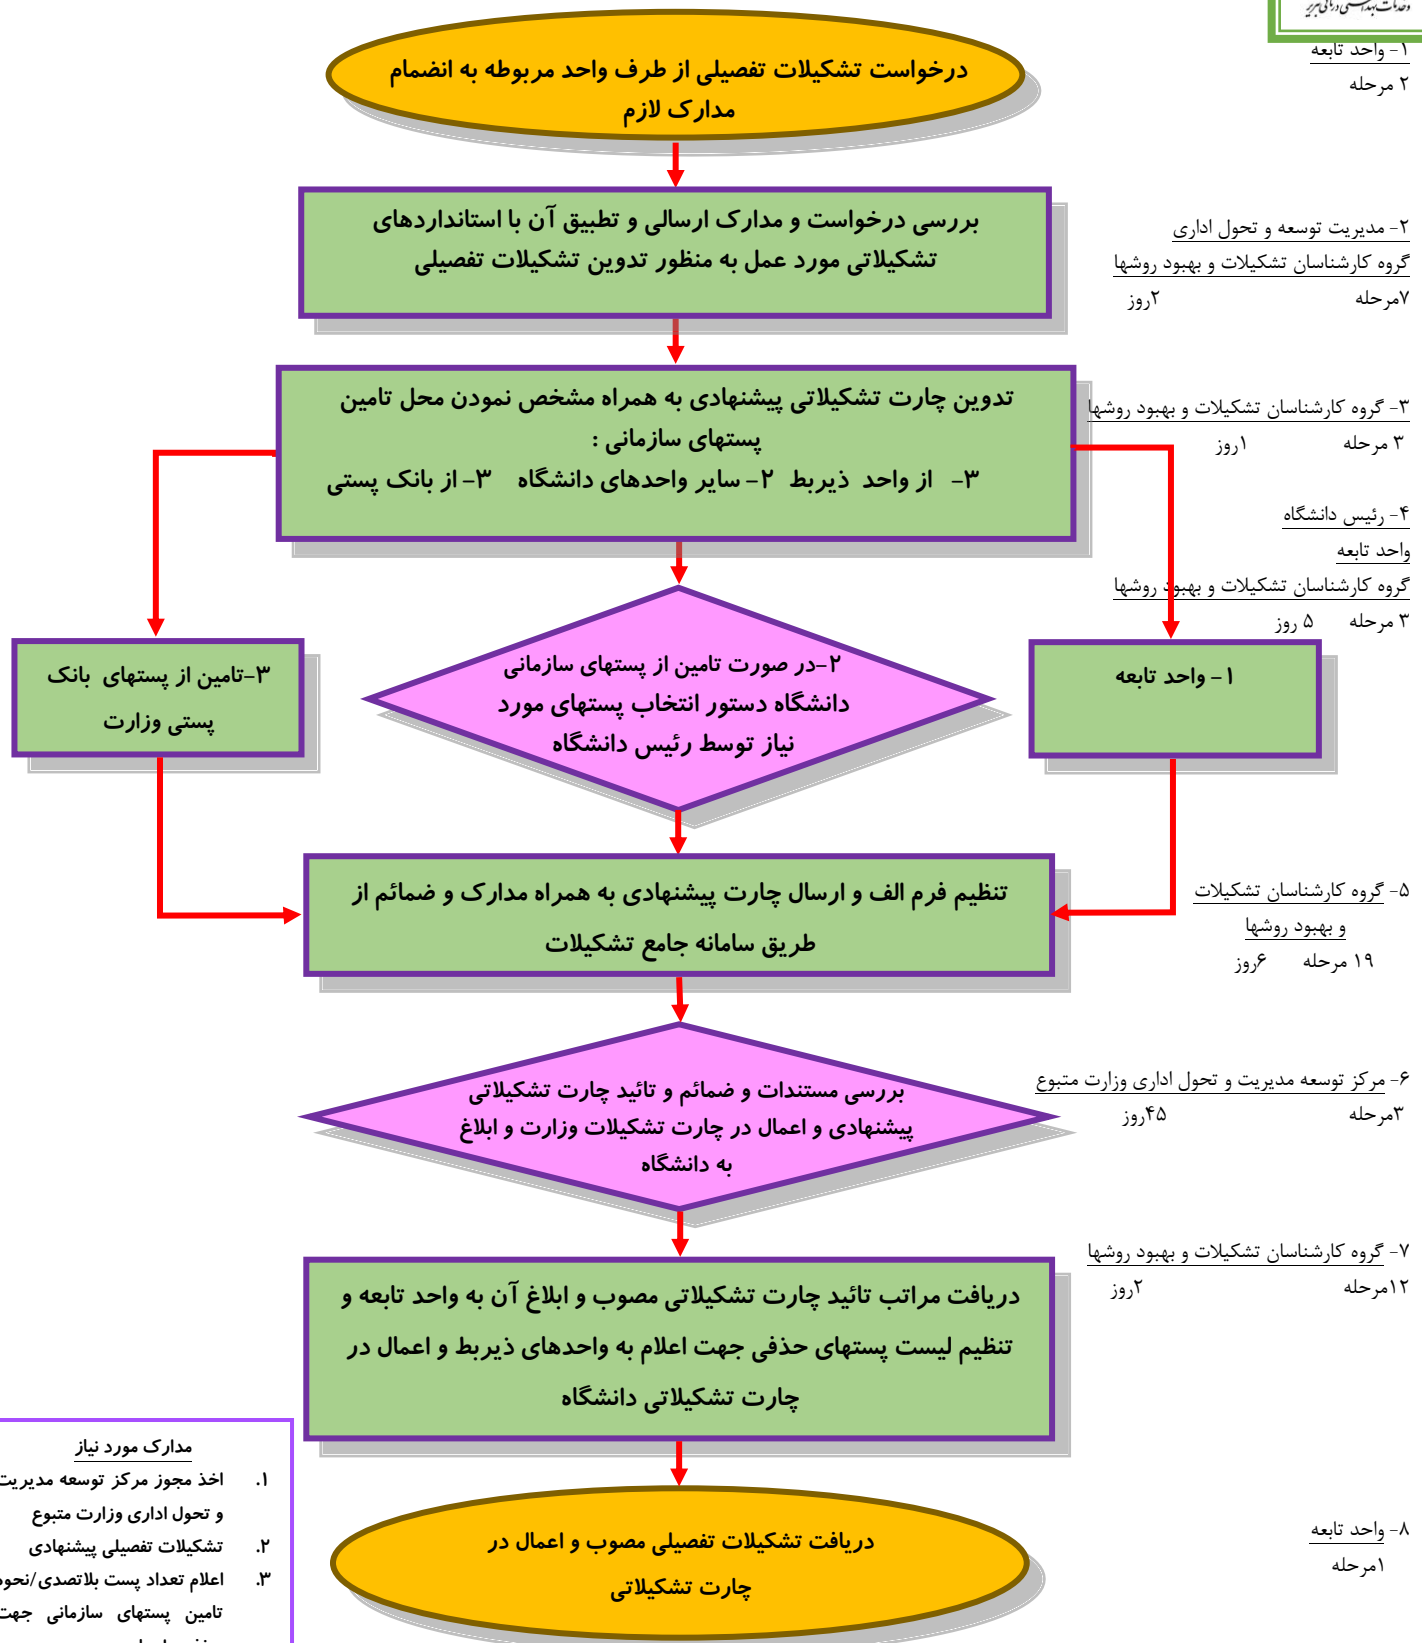 وخدمات بهداشتی درمانی تبریز
درخواست تشکیلات تفصیلی از طرف واحد مربوطه به انضمام
مدارک لازم
۱- واحد تابعه
۲ مرحله
بررسی درخواست و مدارک ارسالی و تطبیق آن با استانداردهای
تشکیلاتی مورد عمل به منظور تدوین تشکیلات تفصیلی
۲- مدیریت توسعه و تحول اداری
گروه کارشناسان تشکیلات و بهبود روشها
۷مرحله ۲روز
تدوین چارت تشکیلاتی پیشنهادی به همراه مشخص نمودن محل تامین
پستهای سازمانی :
۳- از واحد ذیربط ۲- سایر واحدهای دانشگاه ۳- از بانک پستی
۳- گروه کارشناسان تشکیلات و بهبود روشها
۳ مرحله ۱روز
۴- رئیس دانشگاه
واحد تابعه
گروه کارشناسان تشکیلات و بهبود روشها
۳ مرحله ۵ روز
۱- واحد تابعه
۲-در صورت تامین از پستهای سازمانی
دانشگاه دستور انتخاب پستهای مورد
نیاز توسط رئیس دانشگاه
۳-تامین از پستهای بانک
پستی وزارت
تنظیم فرم الف و ارسال چارت پیشنهادی به همراه مدارک و ضمائم از
طریق سامانه جامع تشکیلات
۵- گروه کارشناسان تشکیلات
و بهبود روشها
۱۹ مرحله ۶روز
بررسی مستندات و ضمائم و تائید چارت تشکیلاتی
پیشنهادی و اعمال در چارت تشکیلات وزارت و ابلاغ
به دانشگاه
۶- مرکز توسعه مدیریت و تحول اداری وزارت متبوع
۳مرحله ۴۵روز
دریافت مراتب تائید چارت تشکیلاتی مصوب و ابلاغ آن به واحد تابعه و
تنظیم لیست پستهای حذفی جهت اعلام به واحدهای ذیربط و اعمال در
چارت تشکیلاتی دانشگاه
۷- گروه کارشناسان تشکیلات و بهبود روشها
۱۲مرحله ۲روز
دریافت تشکیلات تفصیلی مصوب و اعمال در
چارت تشکیلاتی
۸- واحد تابعه
۱مرحله
مدارک مورد نیاز
۱. اخذ مجوز مرکز توسعه مدیریت
و تحول اداری وزارت متبوع
۲. تشکیلات تفصیلی پیشنهادی
۳. اعلام تعداد پست بلاتصدی/نحوه
تامین پستهای سازمانی جهت